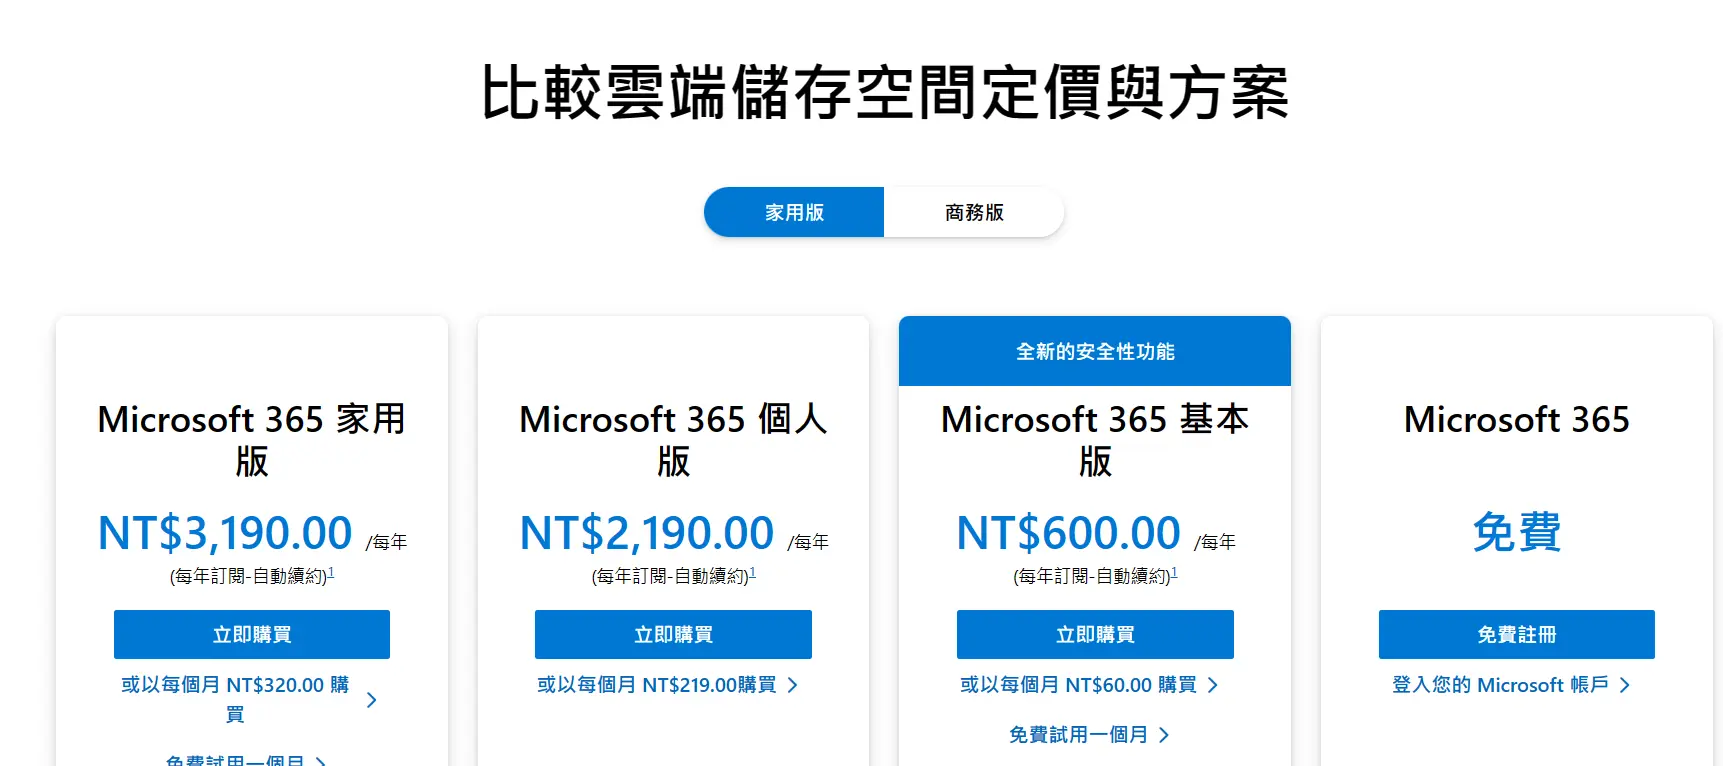 比較雲端儲存空間定價與方案
家用版
商務版
Microsoft 365 家用
版
NT$3,190.00 /每年
(每年訂閱-自動續約)1
立即購買
或以每個月 NT$320.00 購
買
免費試用一個月
Microsoft 365 個人
版
NT$2,190.00 /每年
(每年訂閱-自動續約)1
立即購買
或以每個月 NT$219.00購買
全新的安全性功能
Microsoft 365 基本
版
NT$600.00 /每年
(每年訂閱-自動續約)1
立即購買
或以每個月 NT$60.00 購買
免費試用一個月
Microsoft 365
免費
免費註冊
登入您的 Microsoft 帳戶